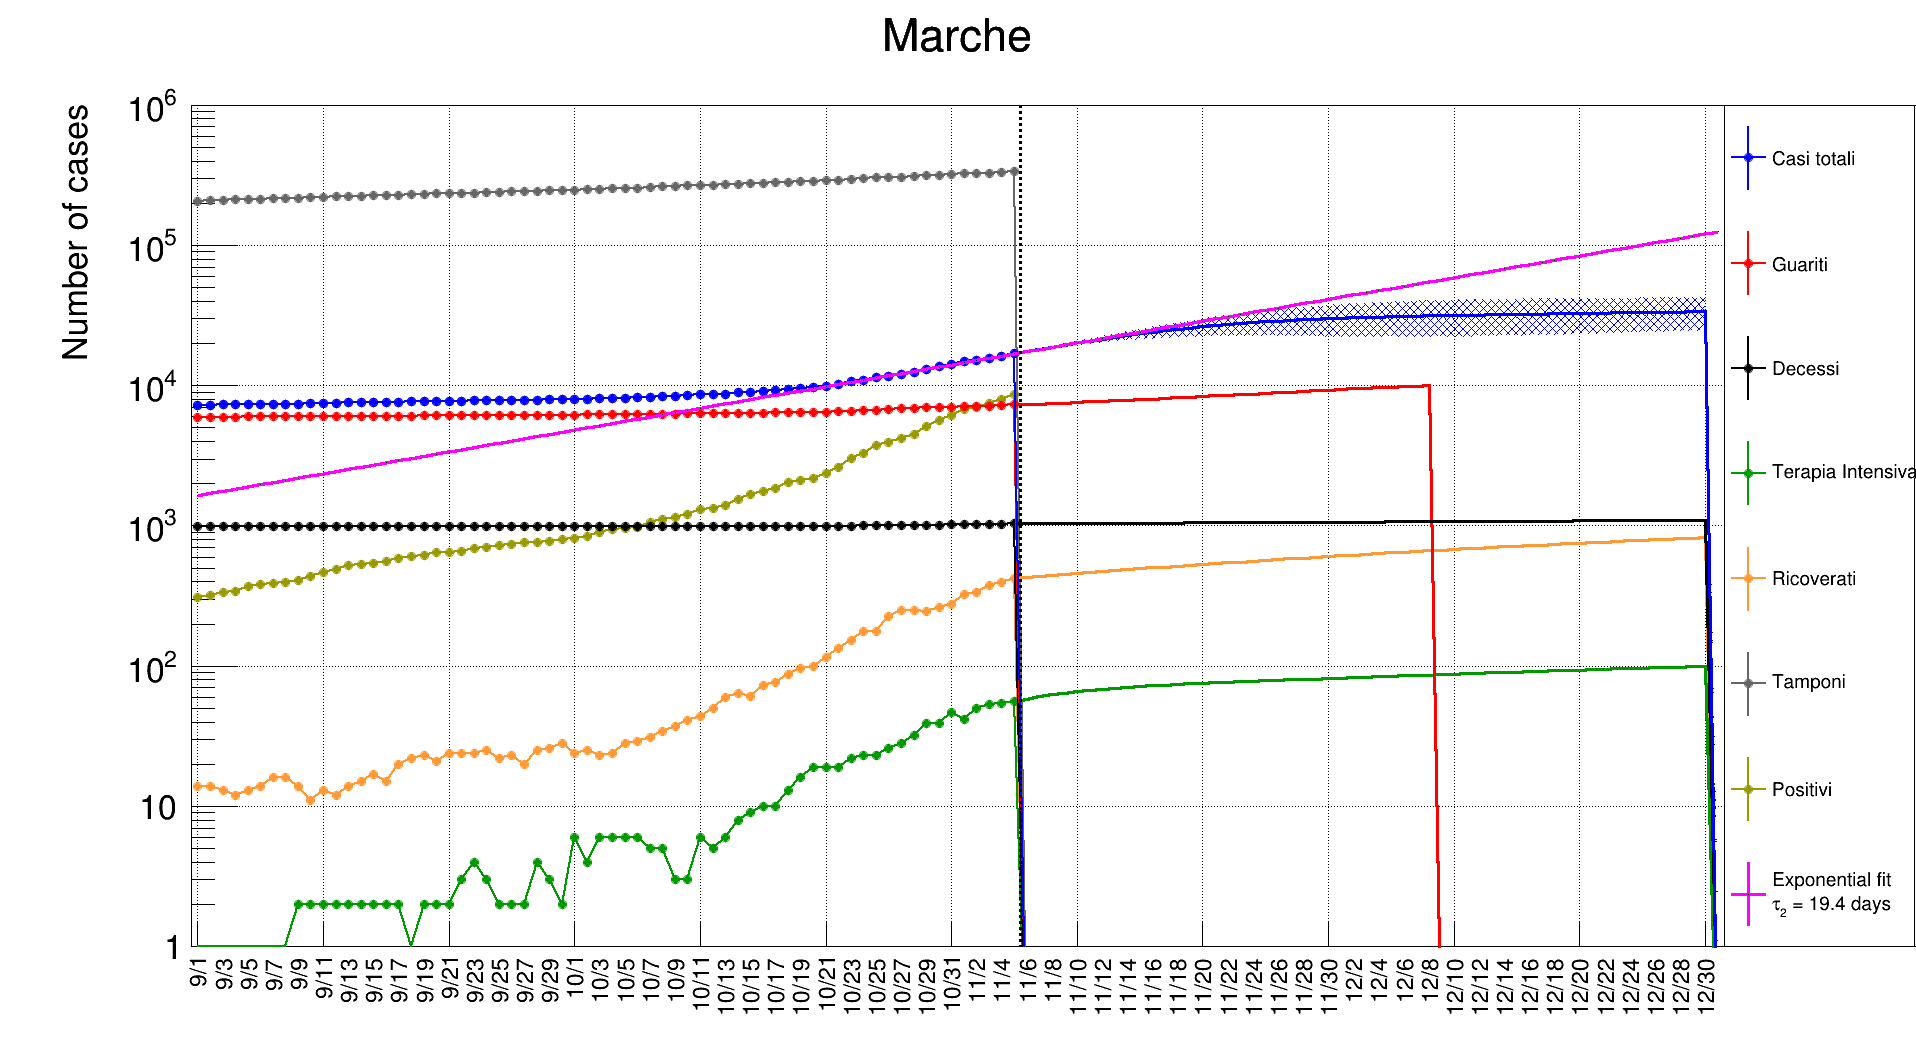 Marche
Number of cases
10^6
10^5
10^4
10^3
10^2
10
1
9/1 9/3 9/5 9/7 9/9 9/11 9/13 9/15 9/17 9/19 9/21 9/23 9/25 9/27 9/29 10/1 10/3 10/5 10/7 10/9 10/11 10/13 10/15 10/17 10/19 10/21 10/23 10/25 10/27 10/29 10/31 11/2 11/4 11/6 11/8 11/10 11/12 11/14 11/16 11/18 11/20 11/22 11/24 11/26 11/28 11/30 12/2 12/4 12/6 12/8 12/10 12/12 12/14 12/16 12/18 12/20 12/22 12/24 12/26 12/28 12/30
Casi totali
Guariti
Decessi
Terapia Intensiva
Ricoverati
Tamponi
Positivi
Exponential fit
τ_2 = 19.4 days